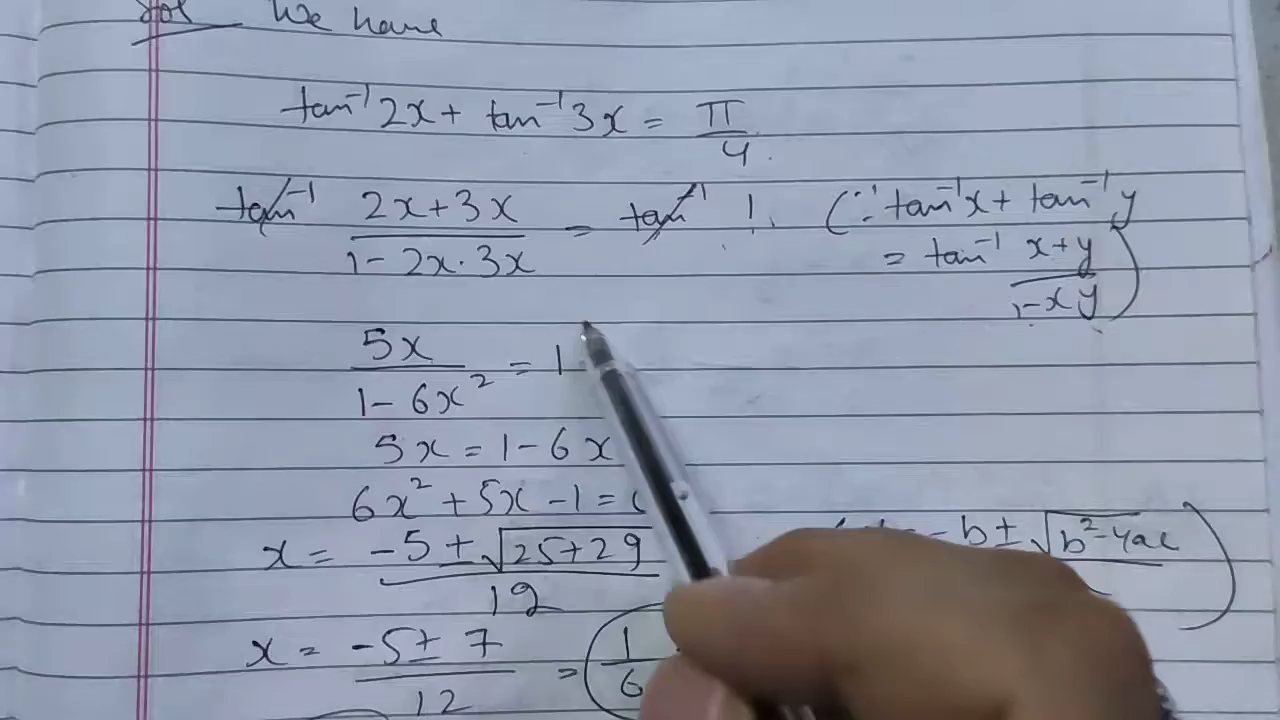 Sol We have
tan⁻¹ 2x + tan⁻¹ 3x = π/4.
tan⁻¹ (2x+3x)/(1-2x·3x) = tan⁻¹ 1. (∵ tan⁻¹x + tan⁻¹y
= tan⁻¹ (x+y)/(1-xy))
5x/(1-6x²) = 1
5x = 1-6x
6x²+5x-1=
x = (-5±√(25+29))/12
-b±√(b²-4ac)
x = (-5±7)/12 = 1/6